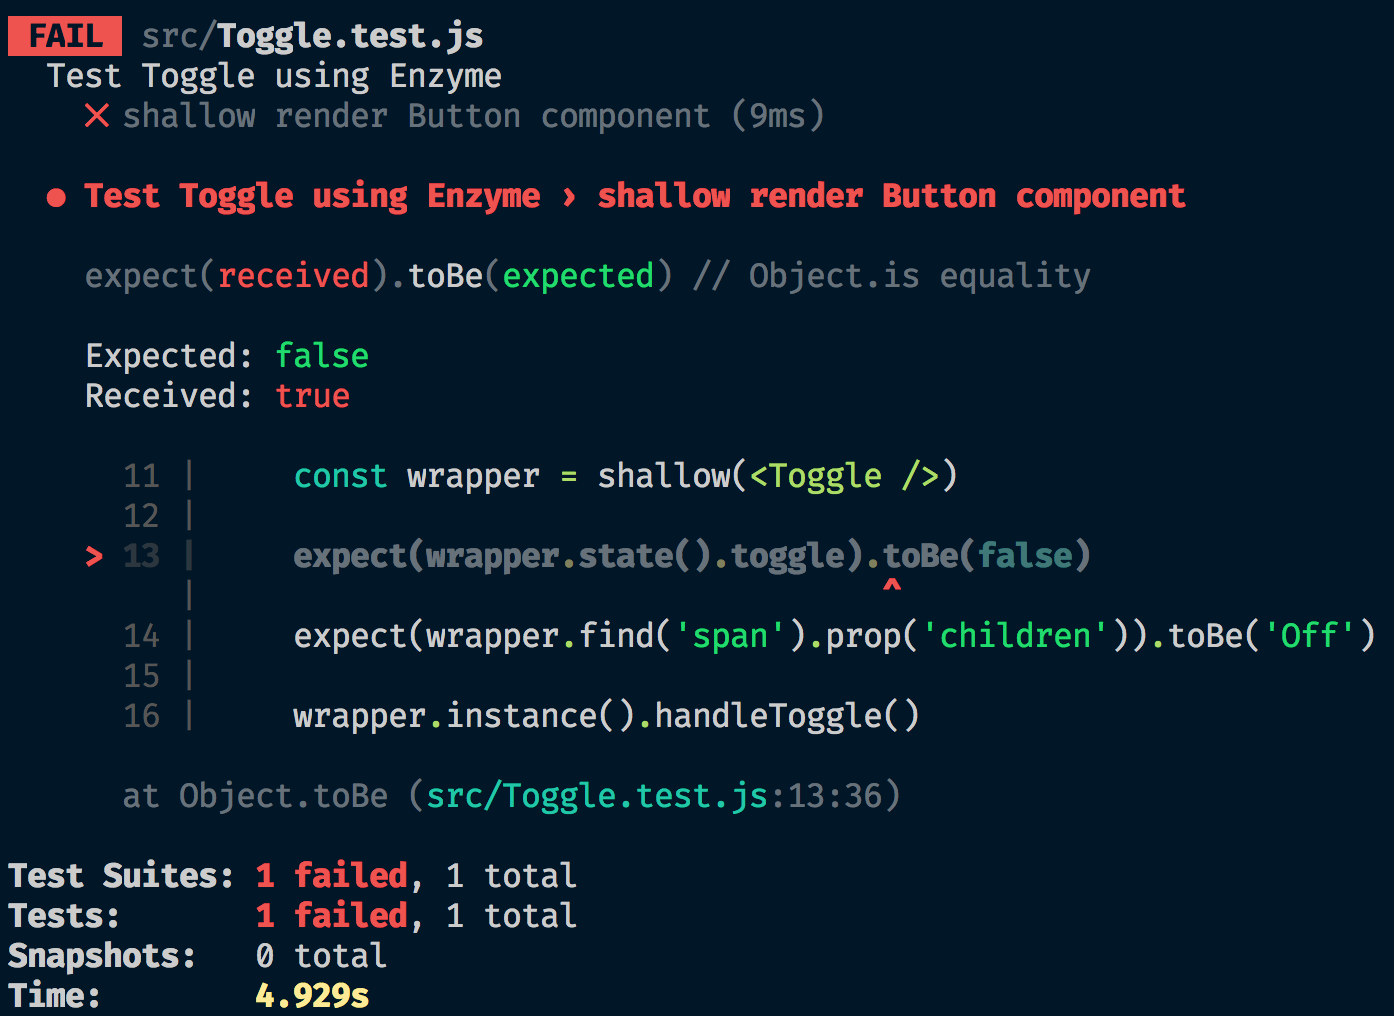 FAIL src/Toggle.test.js
Test Toggle using Enzyme
✕ shallow render Button component (9ms)
● Test Toggle using Enzyme › shallow render Button component
expect(received).toBe(expected) // Object.is equality
Expected: false
Received: true
11 | const wrapper = shallow(<Toggle />)
12 |
> 13 | expect(wrapper.state().toggle).toBe(false)
| ^
14 | expect(wrapper.find('span').prop('children')).toBe('Off')
15 |
16 | wrapper.instance().handleToggle()
at Object.toBe (src/Toggle.test.js:13:36)
Test Suites: 1 failed, 1 total
Tests: 1 failed, 1 total
Snapshots: 0 total
Time: 4.929s